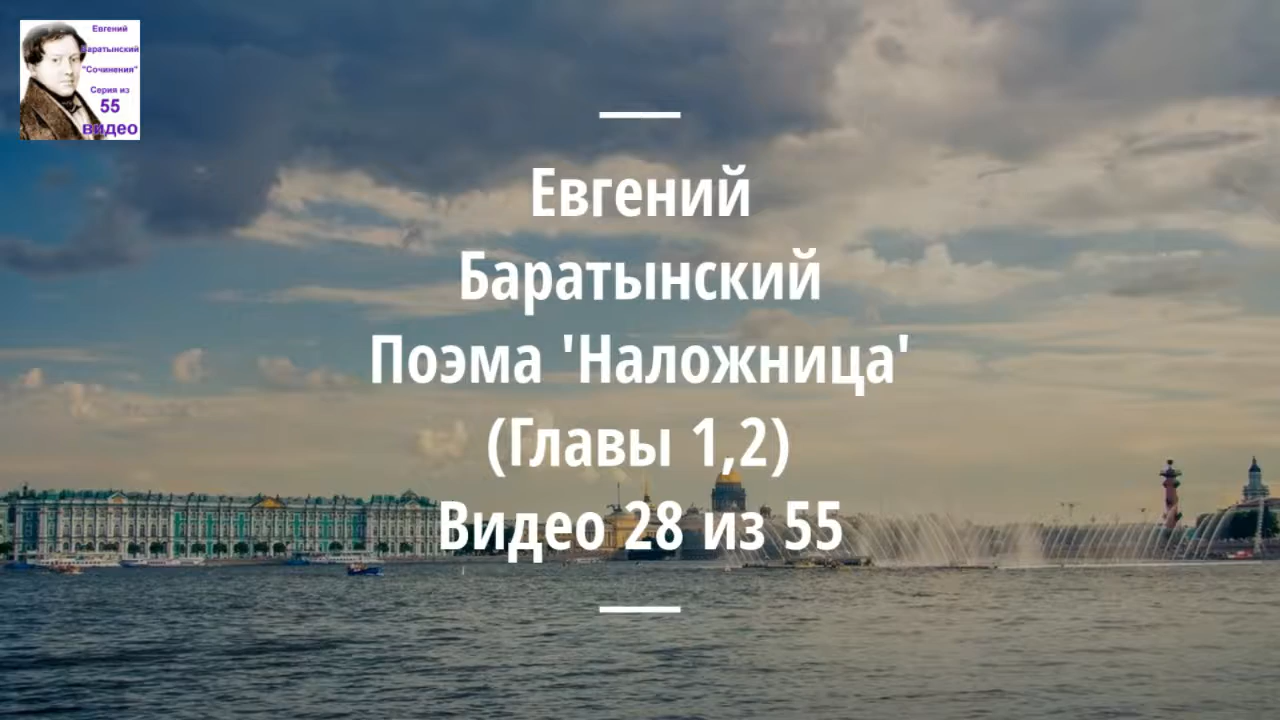 Евгений
Баратынский
"Сочинения"
Серия из
55
видео
Евгений
Баратынский
Поэма 'Наложница'
(Главы 1,2)
Видео 28 из 55